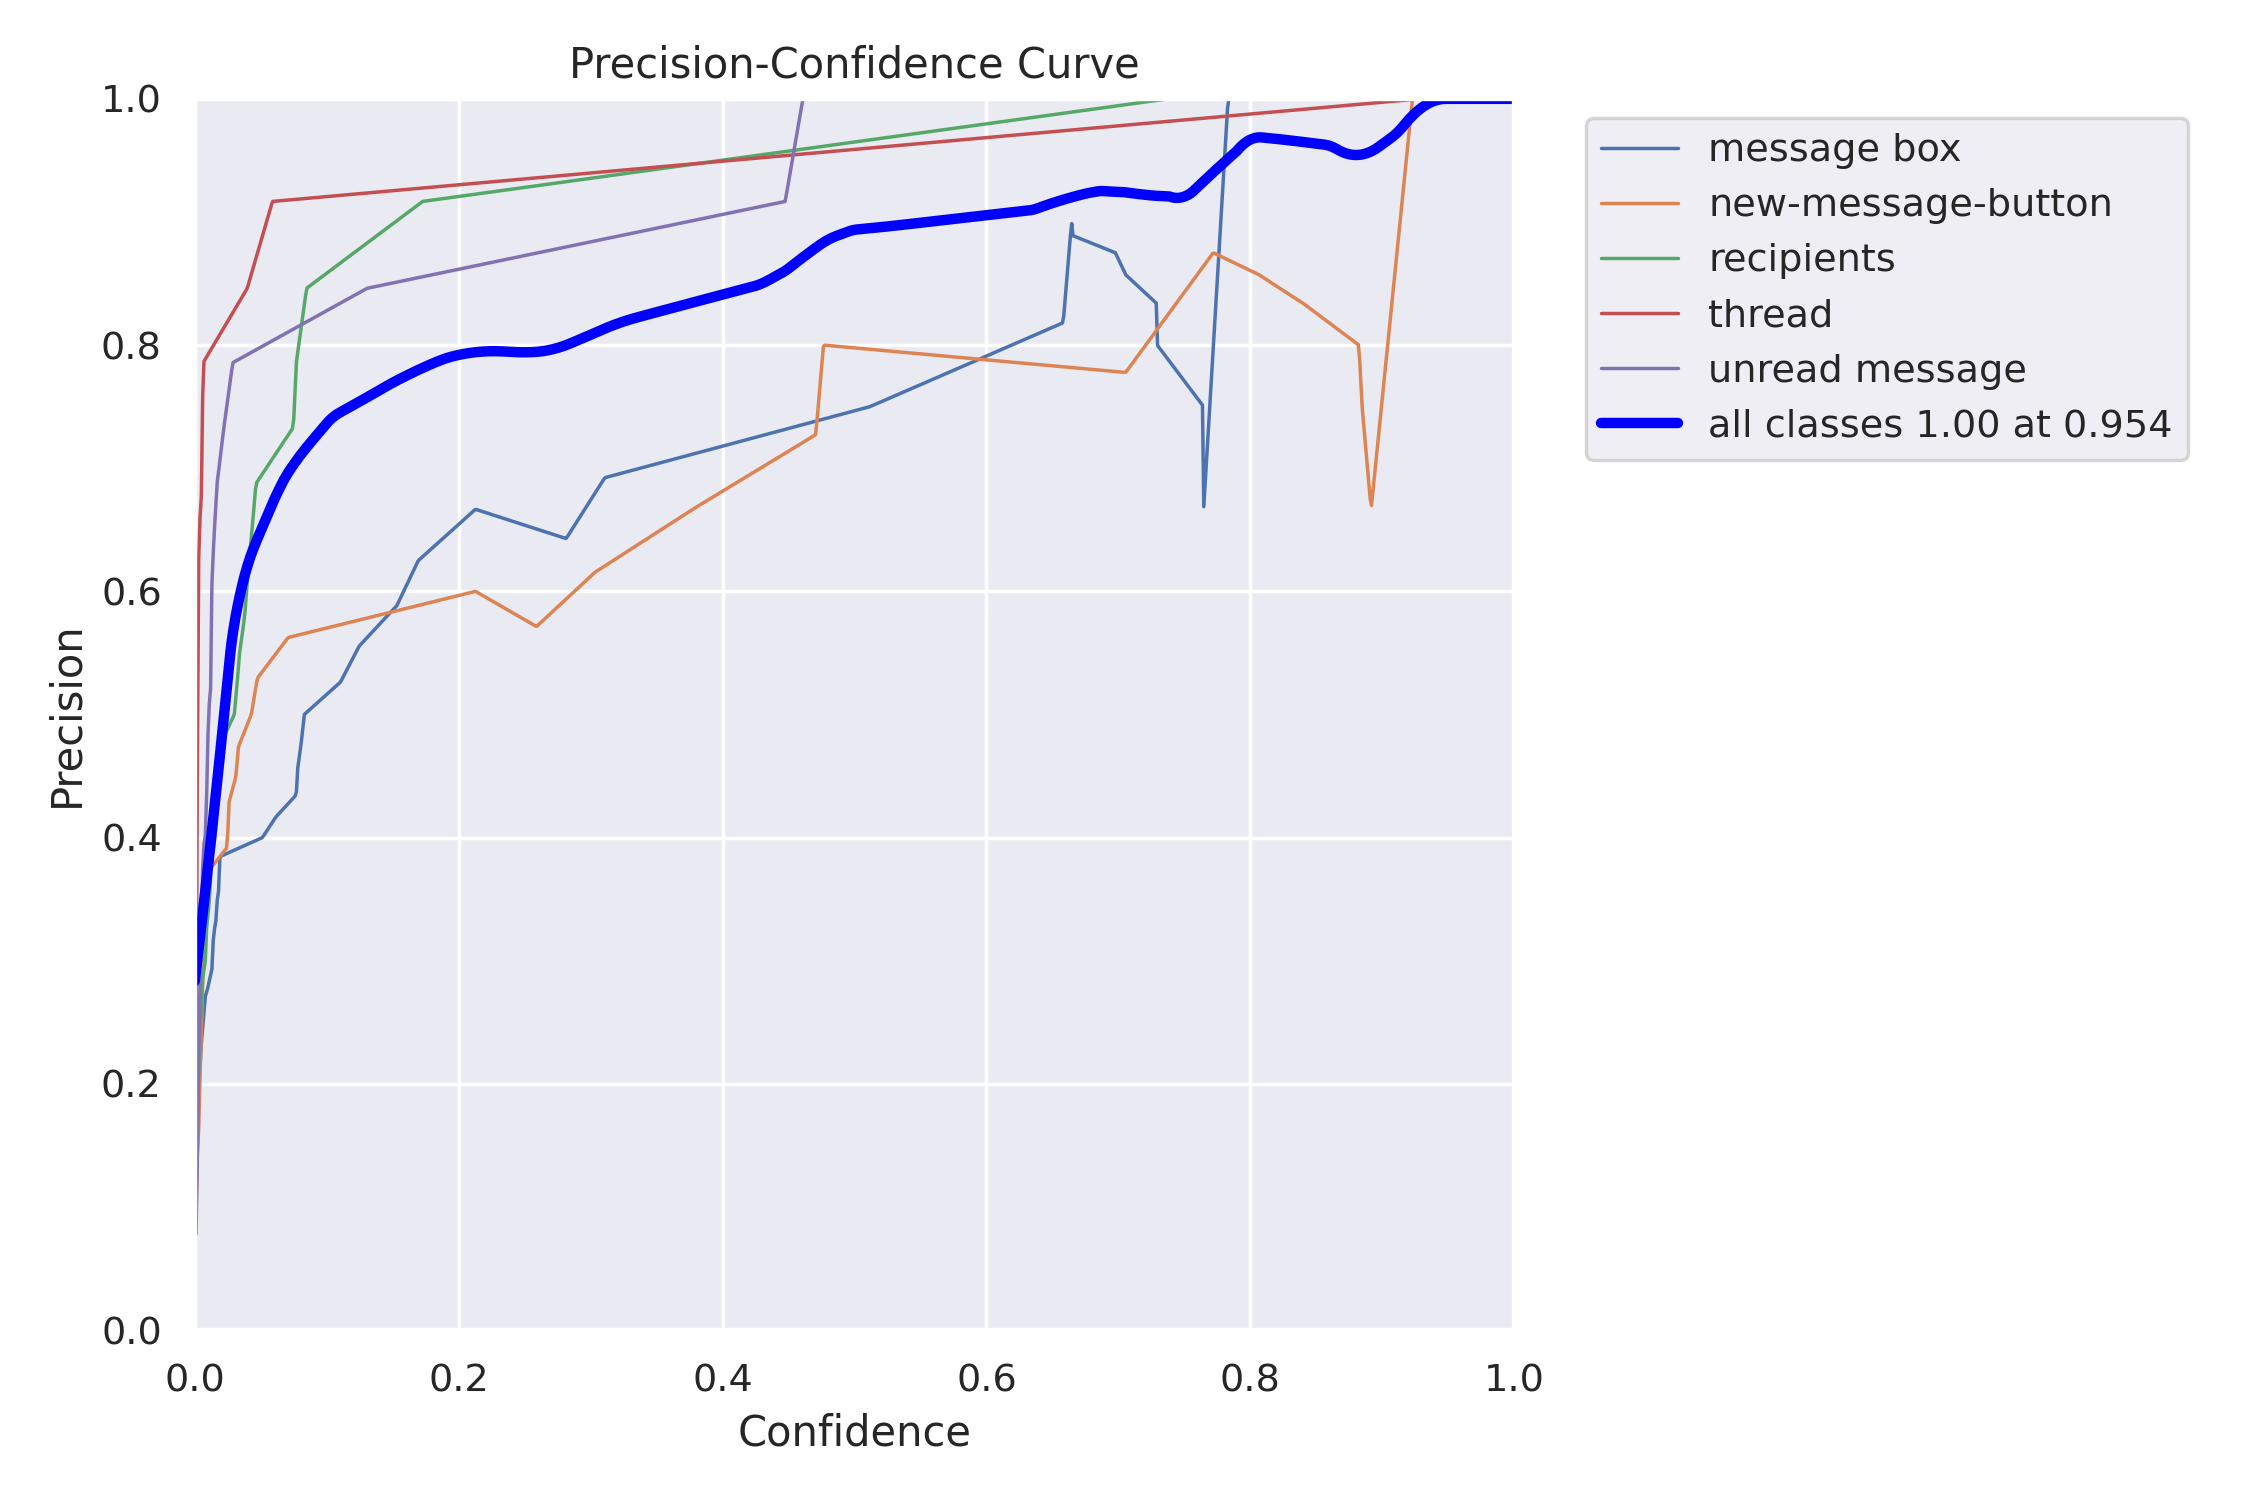 Precision-Confidence Curve
1.0
0.8
0.6
0.4
0.2
0.0
Precision
0.0 0.2 0.4 0.6 0.8 1.0
Confidence
message box
new-message-button
recipients
thread
unread message
all classes 1.00 at 0.954